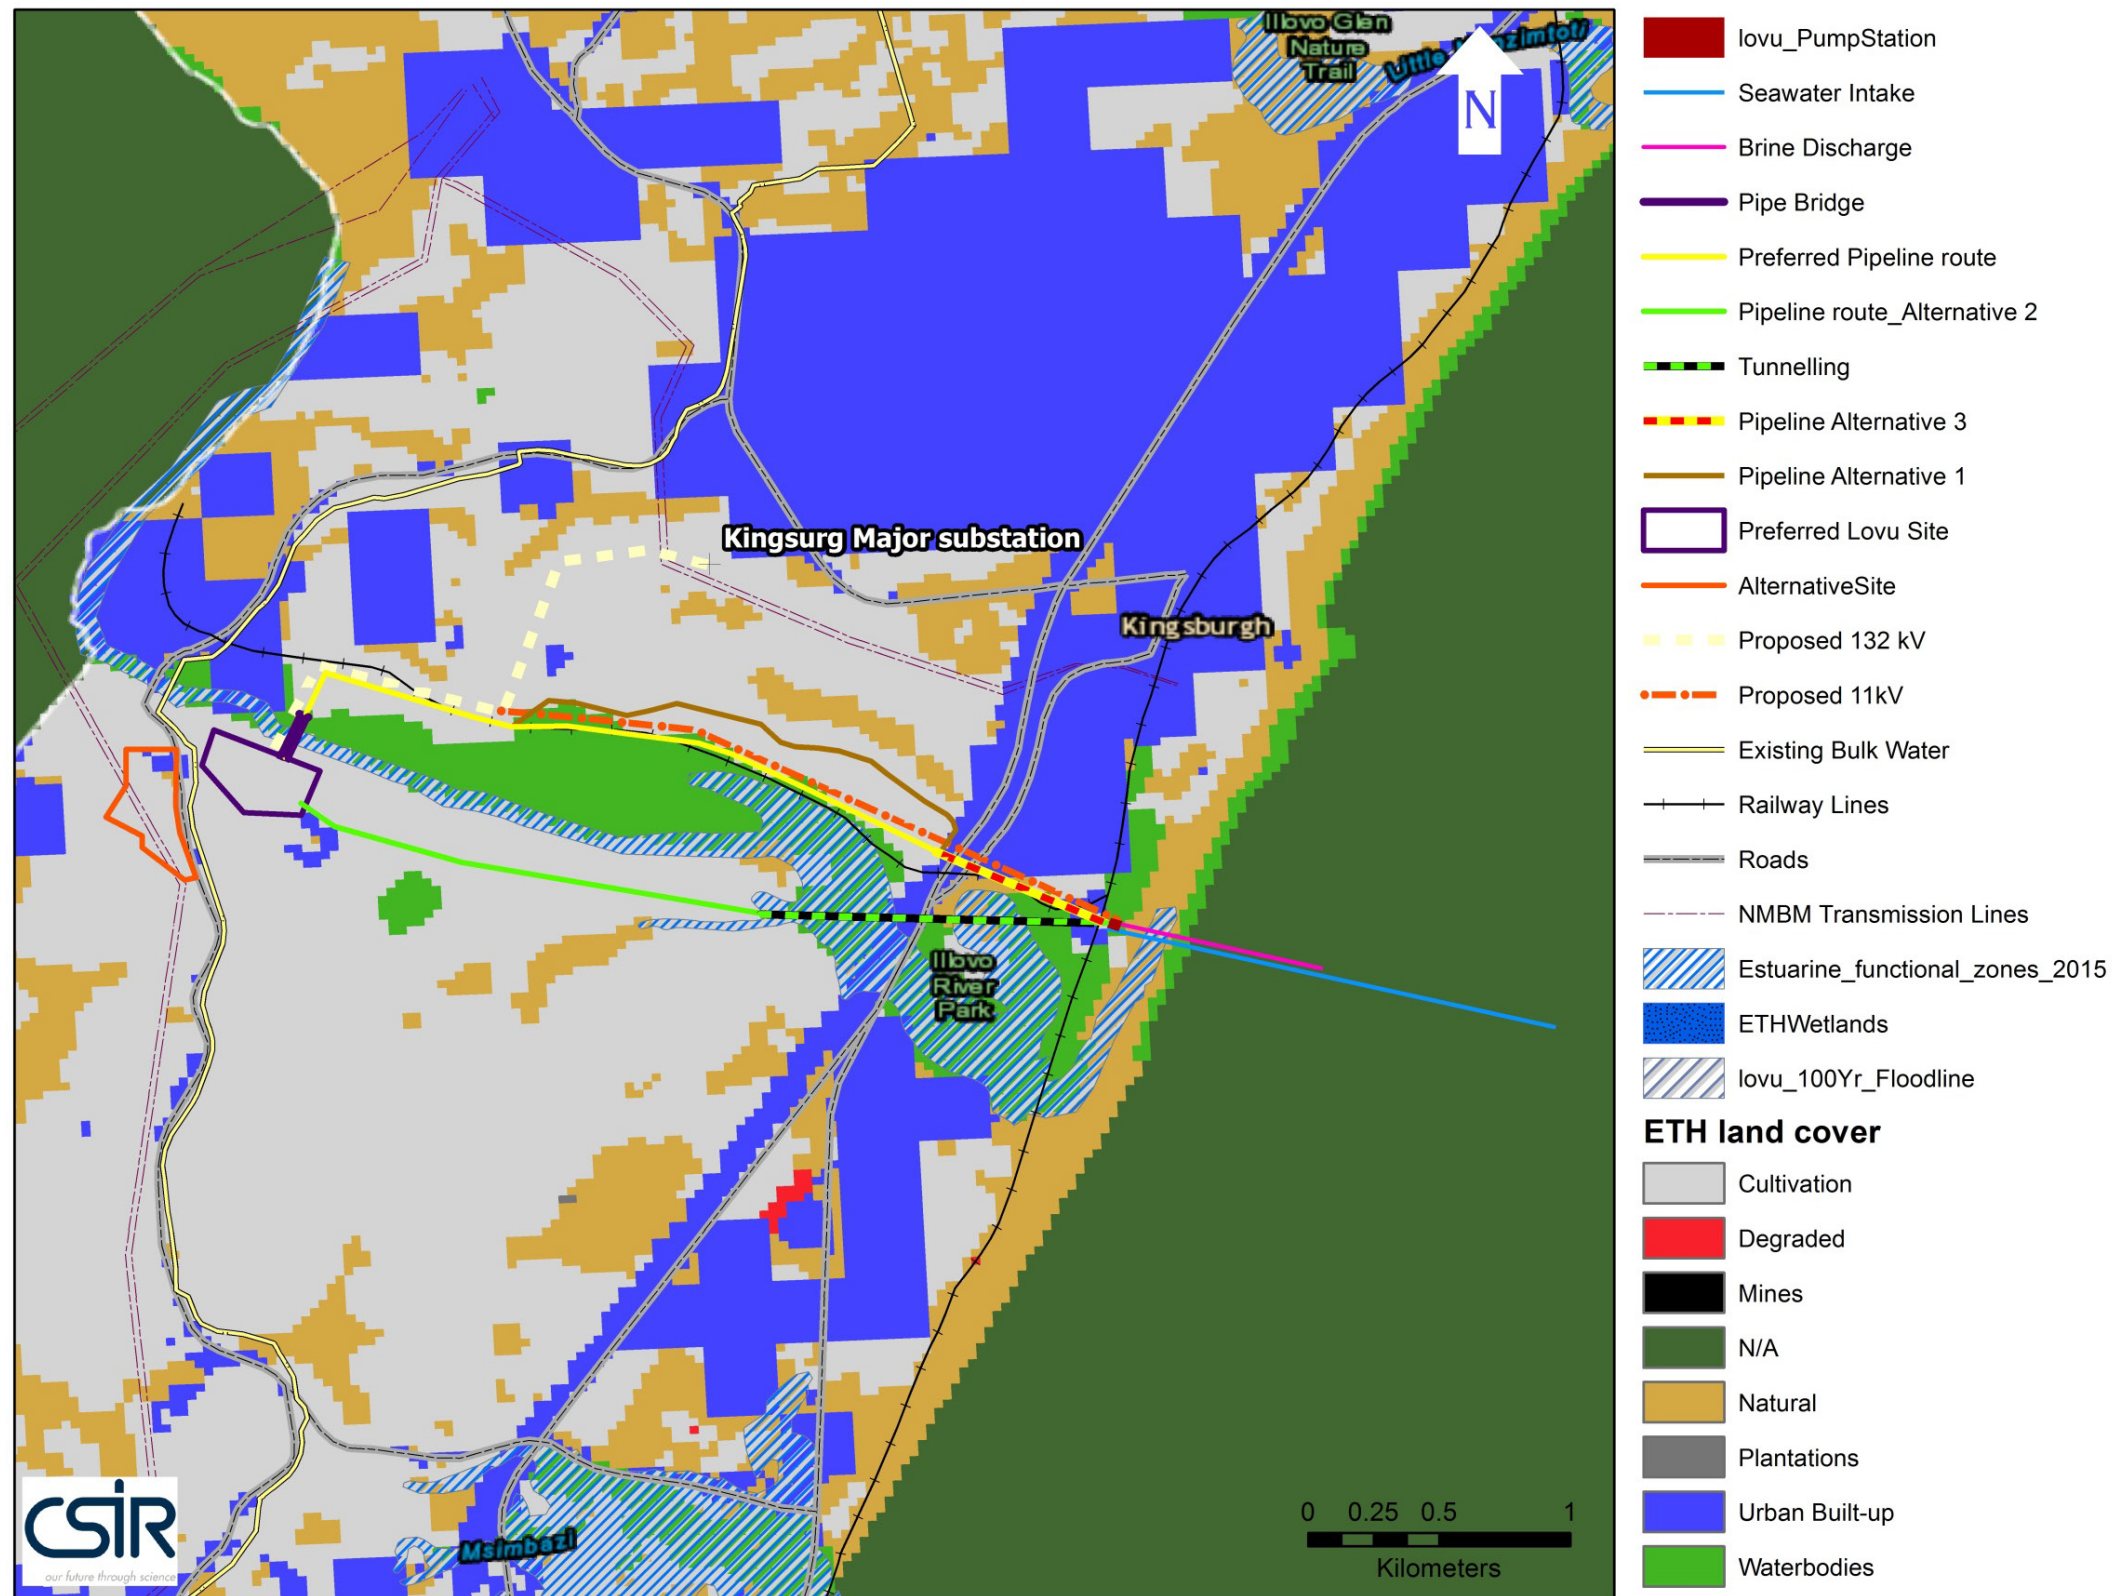 Illovo Glen
Nature
Trail
Little
N
Kingsurg Major substation
Kingsburgh
Illovo
River
Park
Msimbazi
CSIR
our future through science
0 0.25 0.5 1
Kilometers
Iovu_PumpStation
Seawater Intake
Brine Discharge
Pipe Bridge
Preferred Pipeline route
Pipeline route_Alternative 2
Tunnelling
Pipeline Alternative 3
Pipeline Alternative 1
Preferred Lovu Site
AlternativeSite
Proposed 132 kV
Proposed 11kV
Existing Bulk Water
Railway Lines
Roads
NMBM Transmission Lines
Estuarine_functional_zones_2015
ETHWetlands
Iovu_100Yr_Floodline
ETH land cover
Cultivation
Degraded
Mines
N/A
Natural
Plantations
Urban Built-up
Waterbodies